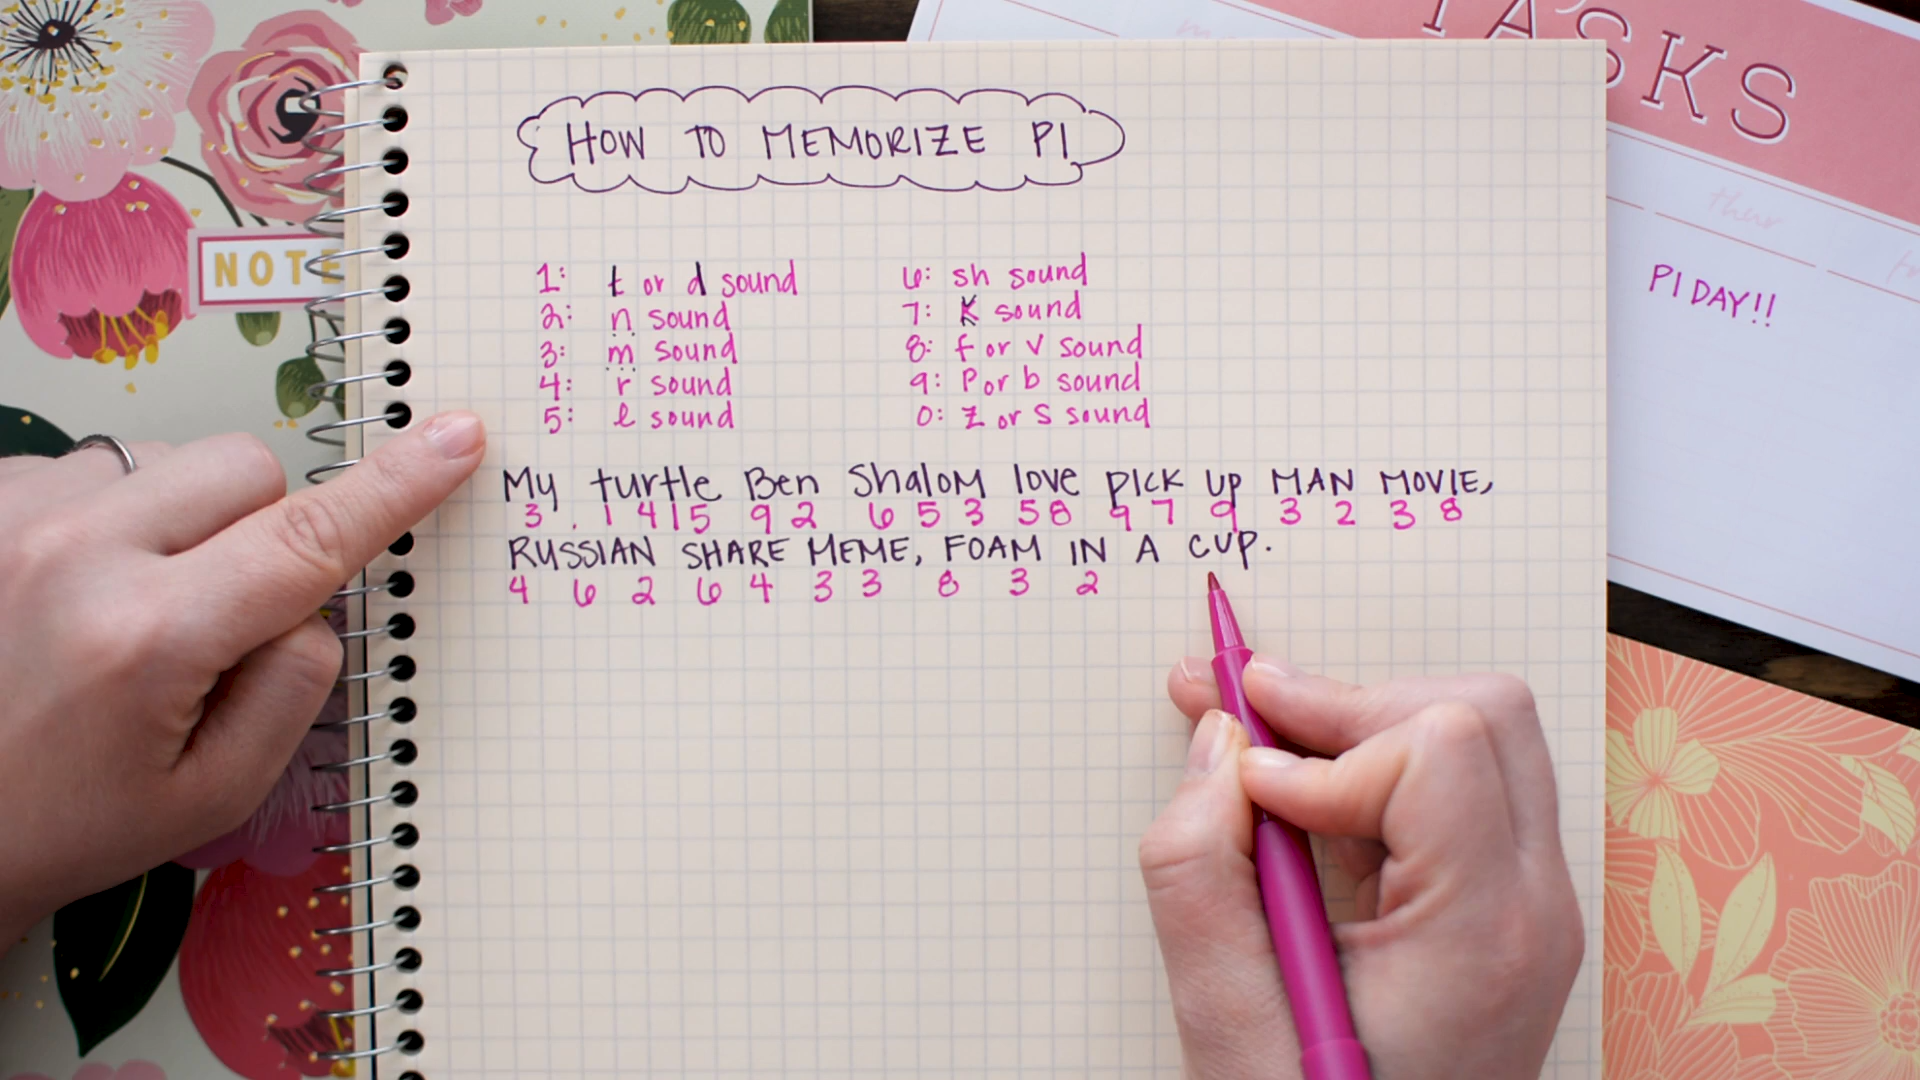 TASKS
thur
HOW TO MEMORIZE PI
NOTE
PI DAY!!
1: t or d sound
2: n sound
3: m sound
4: r sound
5: l sound
6: sh sound
7: K sound
8: f or v sound
9: P or b sound
0: Z or S sound
My turtle Ben Shalom love pick up MAN MOVIE,
3 . 1 4 1 5 9 2 6 5 3 5 8 9 7 9 3 2 3 8
RUSSIAN SHARE MEME, FOAM IN A CUP.
4 6 2 6 4 3 3 8 3 2